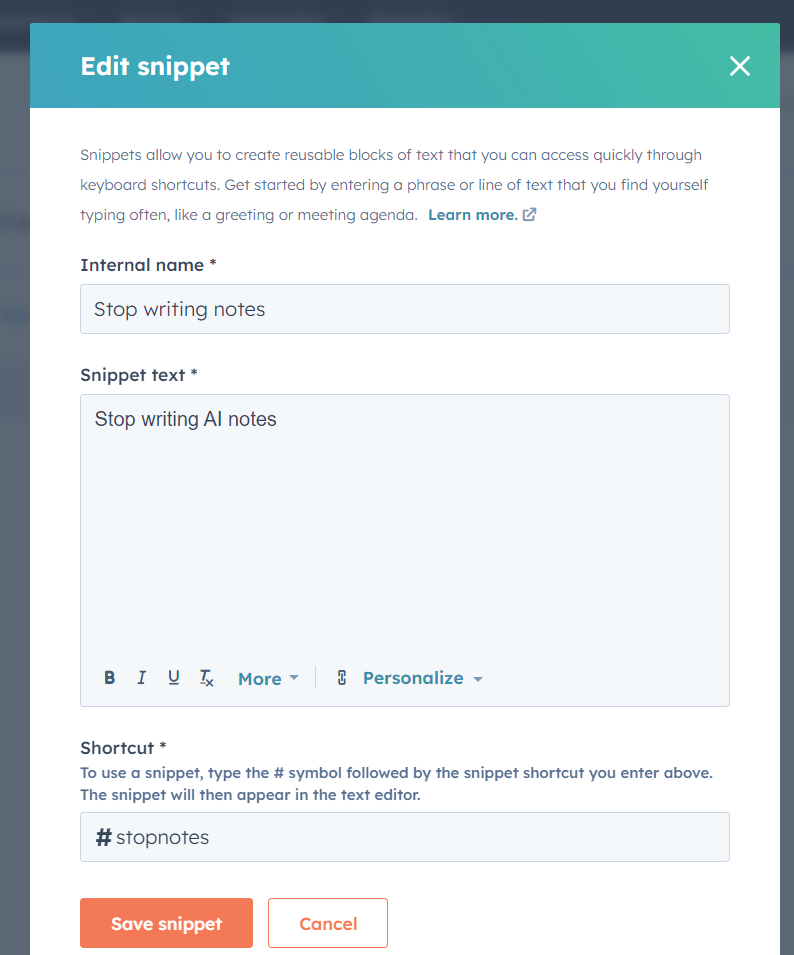 Edit snippet
Snippets allow you to create reusable blocks of text that you can access quickly through
keyboard shortcuts. Get started by entering a phrase or line of text that you find yourself
typing often, like a greeting or meeting agenda. Learn more.
Internal name *
Stop writing notes
Snippet text *
Stop writing AI notes
B I U Tx More Personalize
Shortcut *
To use a snippet, type the # symbol followed by the snippet shortcut you enter above.
The snippet will then appear in the text editor.
# stopnotes
Save snippet Cancel